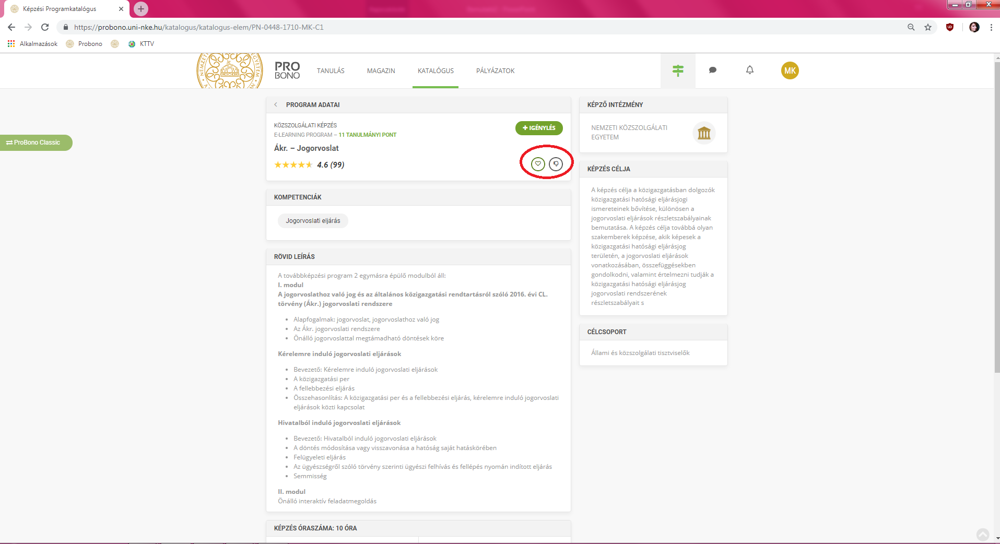 Képzési Programkatalógus
https://probono.uni-nke.hu/katalogus/katalogus-elem/PN-0448-1710-MK-C1
Alkalmazások
Probono
KTTV
PRO
BONO
TANULÁS
MAGAZIN
KATALÓGUS
PÁLYÁZATOK
MK
ProBono Classic
PROGRAM ADATAI
KÖZSZOLGÁLATI KÉPZÉS
E-LEARNING PROGRAM – 11 TANULMÁNYI PONT
IGÉNYLÉS
Ákr. – Jogorvoslat
4.6 (99)
KOMPETENCIÁK
Jogorvoslati eljárás
RÖVID LEÍRÁS
A továbbképzési program 2 egymásra épülő modulból áll:
I. modul
A jogorvoslathoz való jog és az általános közigazgatási rendtartásról szóló 2016. évi CL.
törvény (Ákr.) jogorvoslati rendszere
• Alapfogalmak: jogorvoslat, jogorvoslathoz való jog
• Az Ákr. jogorvoslati rendszere
• Önálló jogorvoslattal megtámadható döntések köre
Kérelemre induló jogorvoslati eljárások
• Bevezető: Kérelemre induló jogorvoslati eljárások
• A közigazgatási per
• A fellebbezési eljárás
• Összehasonlítás: A közigazgatási per és a fellebbezési eljárás, kérelemre induló jogorvoslati
eljárások közti kapcsolat
Hivatalból induló jogorvoslati eljárások
• Bevezető: Hivatalból induló jogorvoslati eljárások
• A döntés módosítása vagy visszavonása a hatóság saját hatáskörében
• Felügyeleti eljárás
• Az ügyészségről szóló törvény szerinti ügyészi felhívás és fellépés nyomán indított eljárás
• Semmisség
II. modul
Önálló interaktív feladatmegoldás
KÉPZÉS ÓRASZÁMA: 10 ÓRA
KÉPZŐ INTÉZMÉNY
NEMZETI KÖZSZOLGÁLATI
EGYETEM
KÉPZÉS CÉLJA
A képzés célja a közigazgatásban dolgozók
közigazgatási hatósági eljárásjogi
ismereteinek bővítése, különösen a
jogorvoslati eljárások részletszabályainak
bemutatása. A képzés célja továbbá olyan
szakemberek képzése, akik képesek a
közigazgatási hatósági eljárásjog
területén, a jogorvoslati eljárások
vonatkozásában, összefüggésekben
gondolkodni, valamint értelmezni tudják a
közigazgatási hatósági eljárásjog
jogorvoslati rendszerének
részletszabályait s
CÉLCSOPORT
Állami és közszolgálati tisztviselők